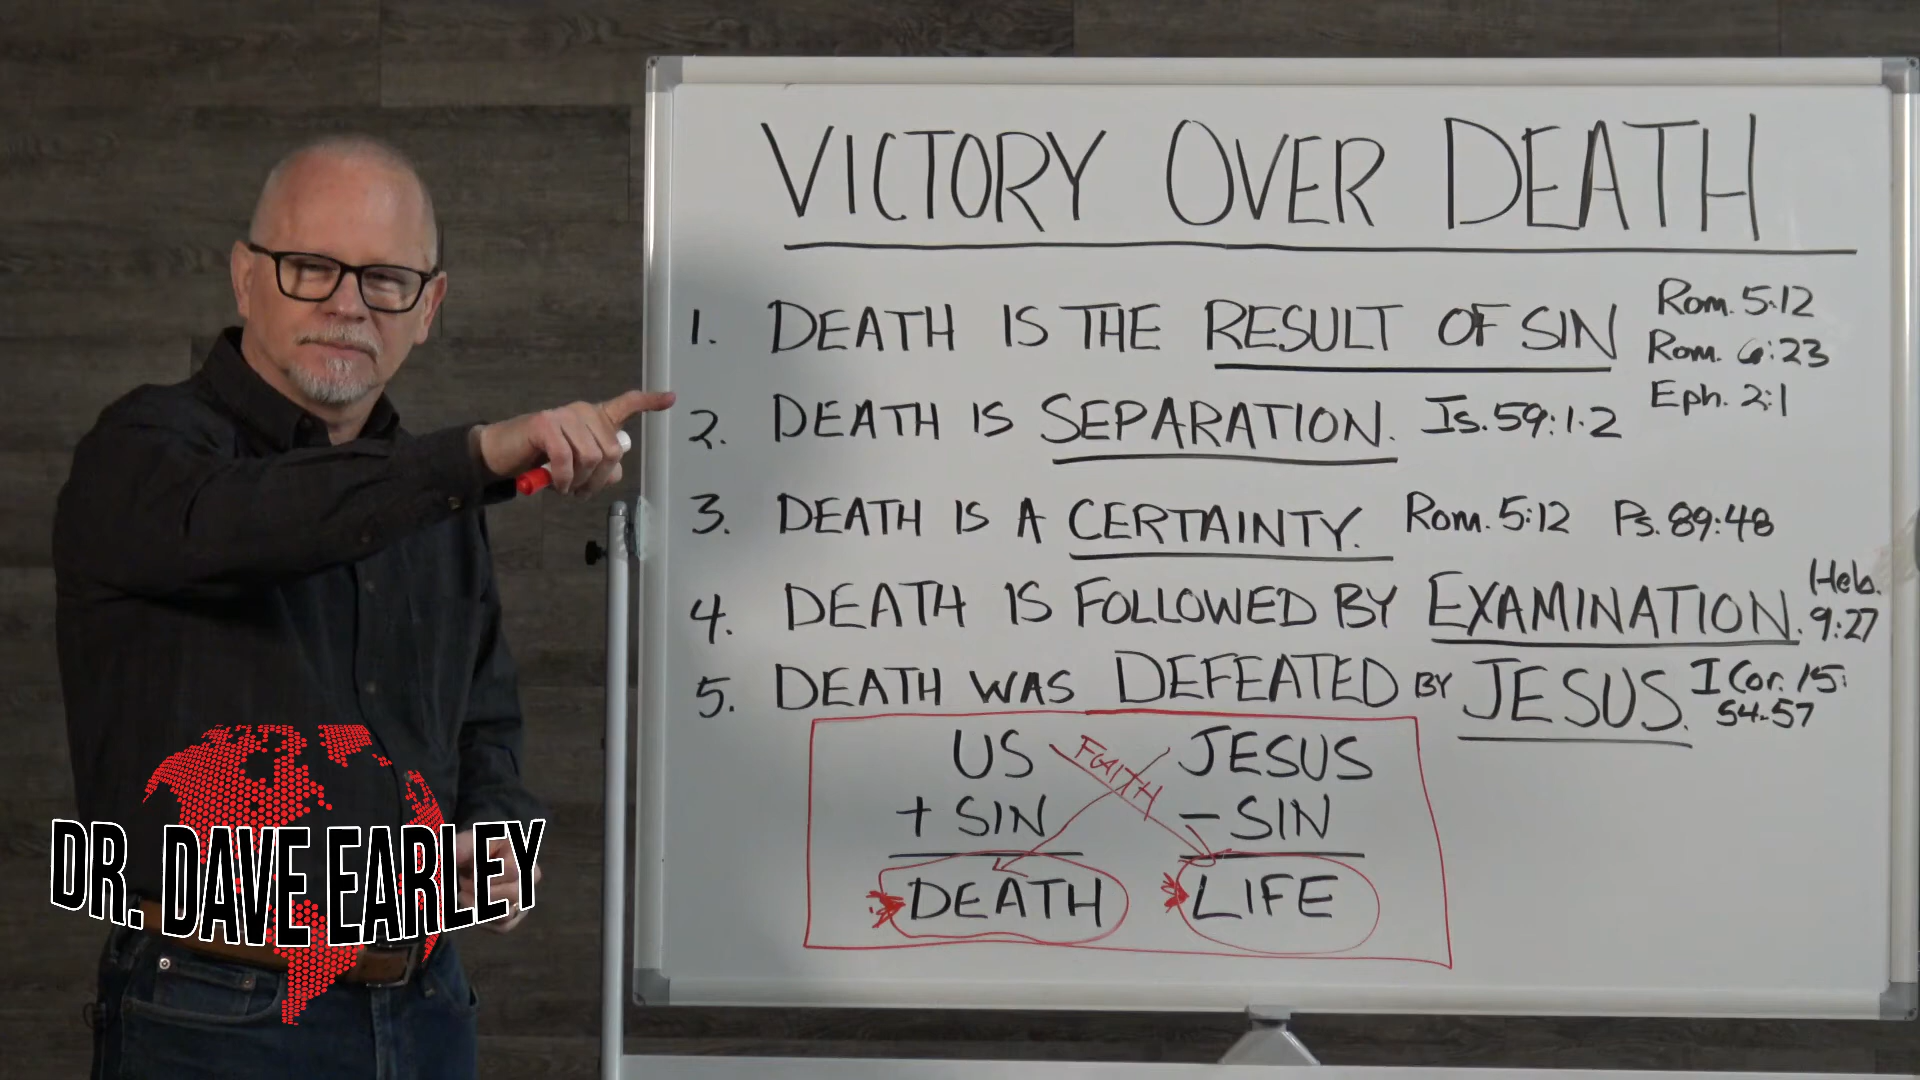 VICTORY OVER DEATH
1. DEATH IS THE RESULT OF SIN Rom. 5:12
Rom. 6:23
Eph. 2:1
2. DEATH IS SEPARATION. Is. 59:1-2
3. DEATH IS A CERTAINTY. Rom. 5:12 Ps. 89:48
4. DEATH IS FOLLOWED BY EXAMINATION. Heb. 9:27
5. DEATH WAS DEFEATED BY JESUS. I Cor. 15:54-57
US FAITH JESUS
+ SIN - SIN
DEATH LIFE
DR. DAVE EARLEY